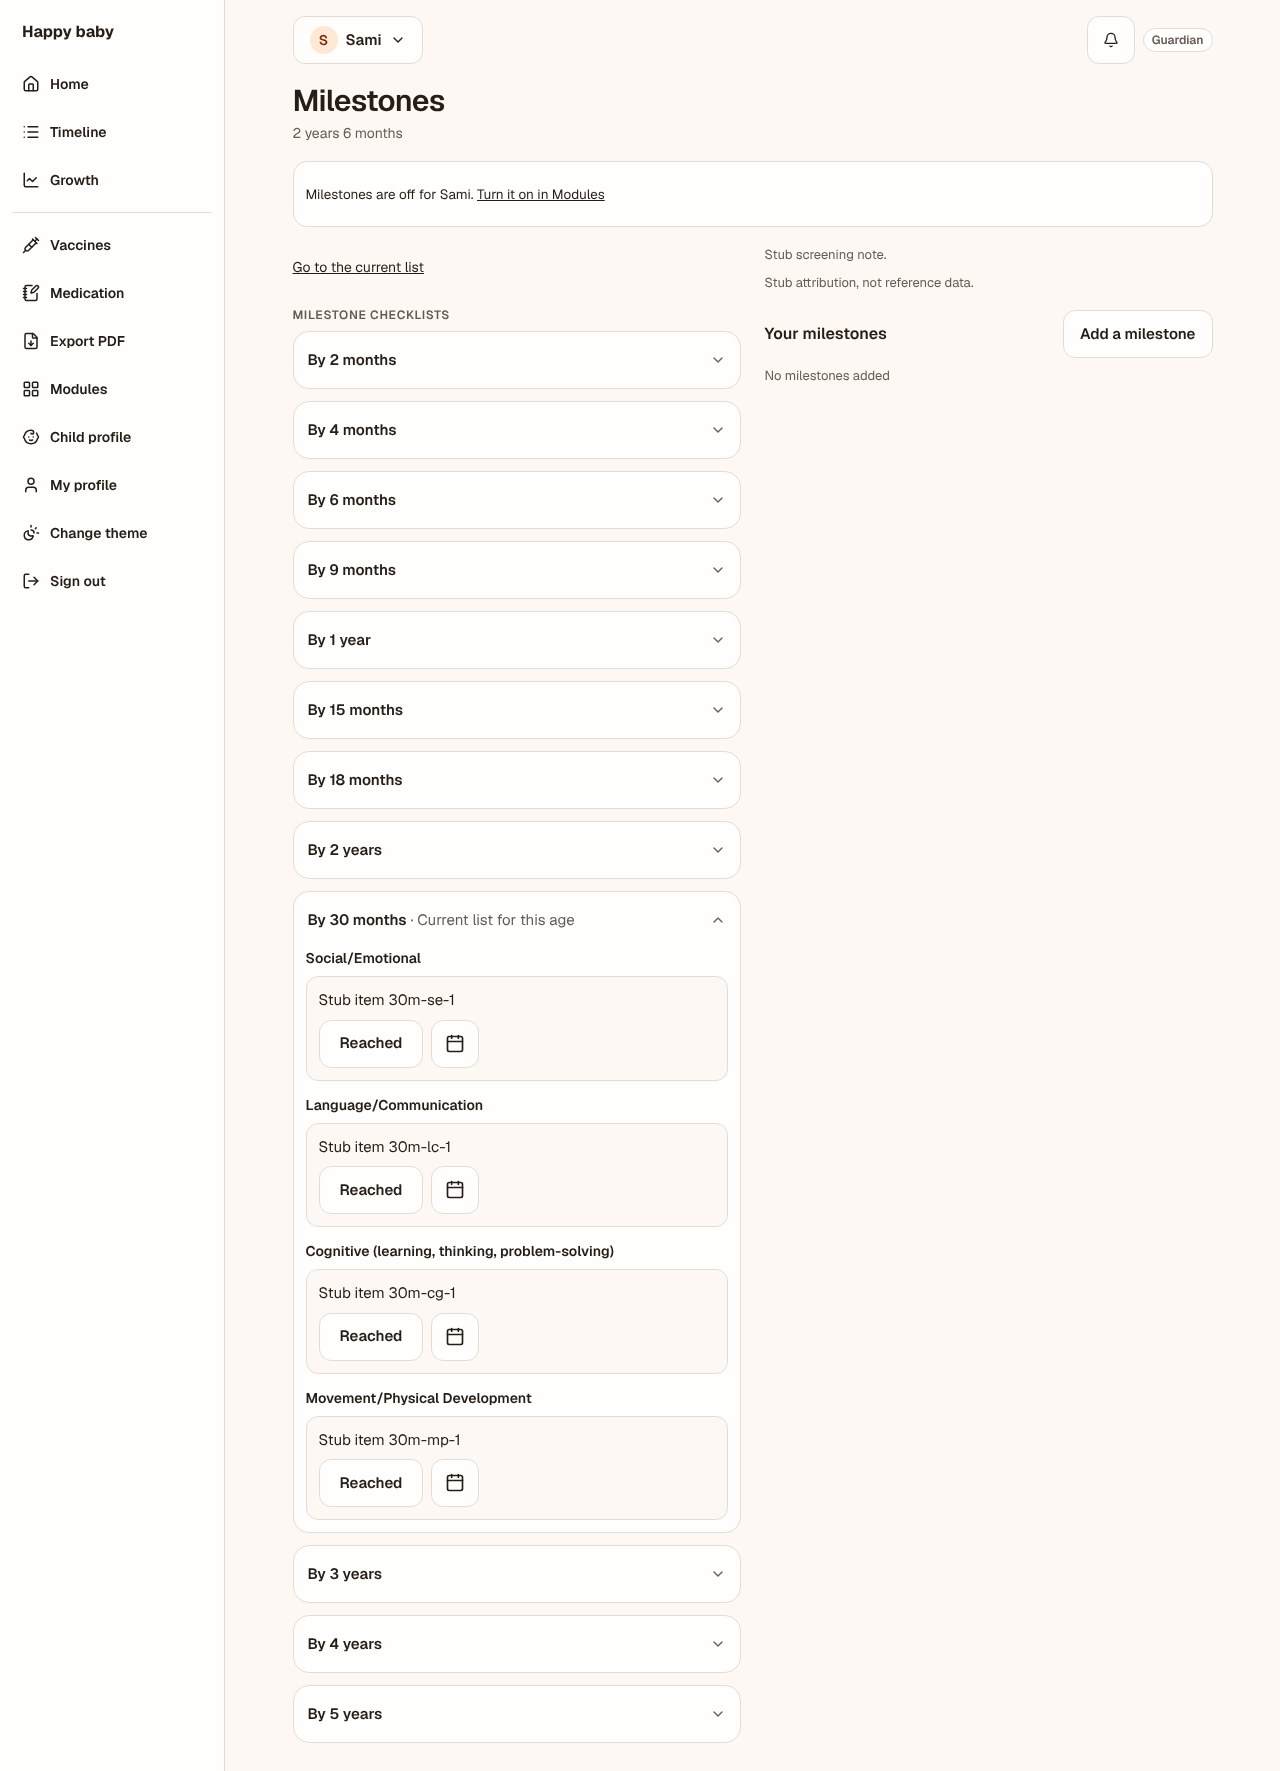 Happy baby
Home
Timeline
Growth
Vaccines
Medication
Export PDF
Modules
Child profile
My profile
Change theme
Sign out
S Sami
Guardian
Milestones
2 years 6 months
Milestones are off for Sami. Turn it on in Modules
Go to the current list
MILESTONE CHECKLISTS
By 2 months
By 4 months
By 6 months
By 9 months
By 1 year
By 15 months
By 18 months
By 2 years
By 30 months · Current list for this age
Social/Emotional
Stub item 30m-se-1
Reached
Language/Communication
Stub item 30m-lc-1
Reached
Cognitive (learning, thinking, problem-solving)
Stub item 30m-cg-1
Reached
Movement/Physical Development
Stub item 30m-mp-1
Reached
By 3 years
By 4 years
By 5 years
Stub screening note.
Stub attribution, not reference data.
Your milestones
Add a milestone
No milestones added